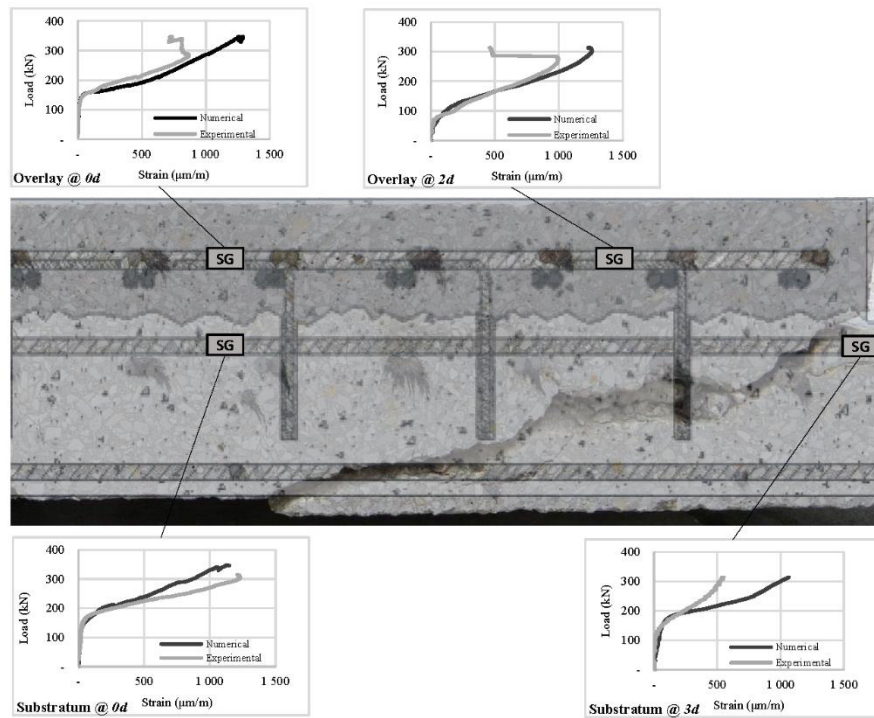 400
300
200
100
-
Load (kN)
Numerical
Experimental
- 500 1 000 1 500
Overlay @ 0d Strain (µm/m)
400
300
200
100
-
Load (kN)
Numerical
Experimental
- 500 1 000 1 500
Overlay @ 2d Strain (µm/m)
SG
SG
SG
SG
400
300
200
100
-
Load (kN)
Numerical
Experimental
- 500 1 000 1 500
Substratum @ 0d Strain (µm/m)
400
300
200
100
-
Load (kN)
Numerical
Experimental
- 500 1 000 1 500
Substratum @ 3d Strain (µm/m)